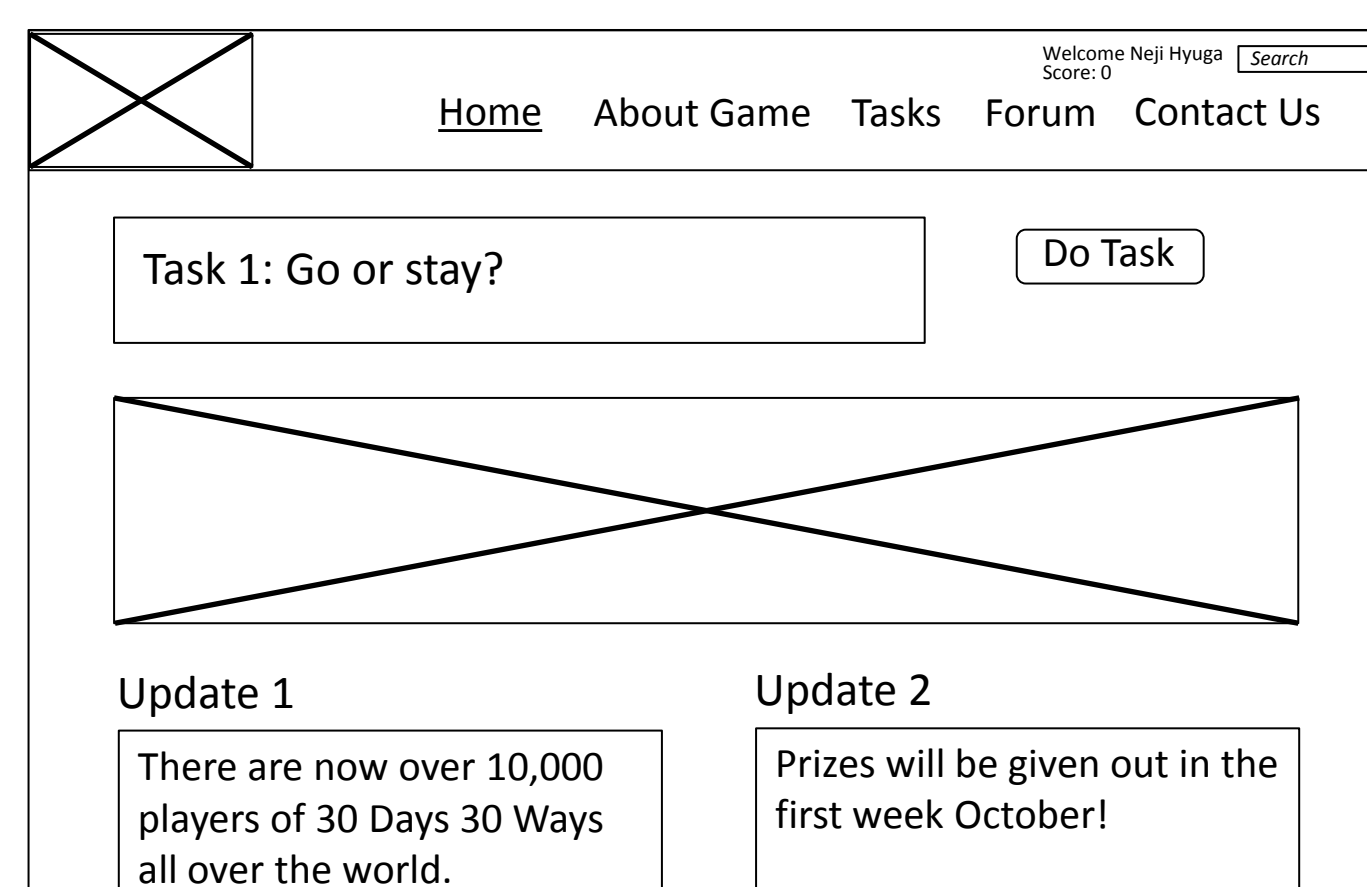 Welcome Neji Hyuga
Score: 0
Search
Home About Game Tasks Forum Contact Us
Task 1: Go or stay?
Do Task
Update 1
There are now over 10,000
players of 30 Days 30 Ways
all over the world.
Update 2
Prizes will be given out in the
first week October!